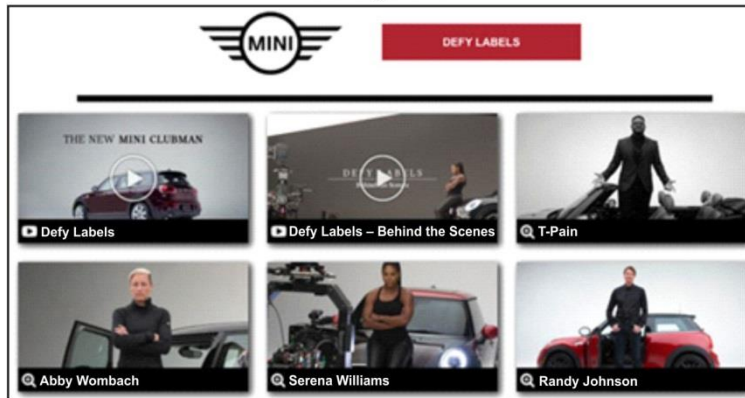 MINI
DEFY LABELS
THE NEW MINI CLUBMAN
Defy Labels
DEFY LABELS
Defy Labels – Behind the Scenes
T-Pain
Abby Wombach
Serena Williams
Randy Johnson